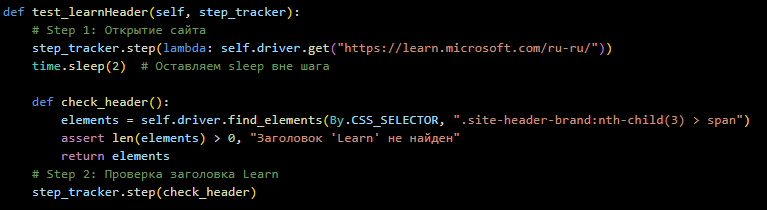 def test_learnHeader(self, step_tracker):
# Step 1: Открытие сайта
step_tracker.step(lambda: self.driver.get("https://learn.microsoft.com/ru-ru/"))
time.sleep(2)  # Оставляем sleep вне шага
def check_header():
elements = self.driver.find_elements(By.CSS_SELECTOR, ".site-header-brand:nth-child(3) > span")
assert len(elements) > 0, "Заголовок 'Learn' не найден"
return elements
# Step 2: Проверка заголовка Learn
step_tracker.step(check_header)